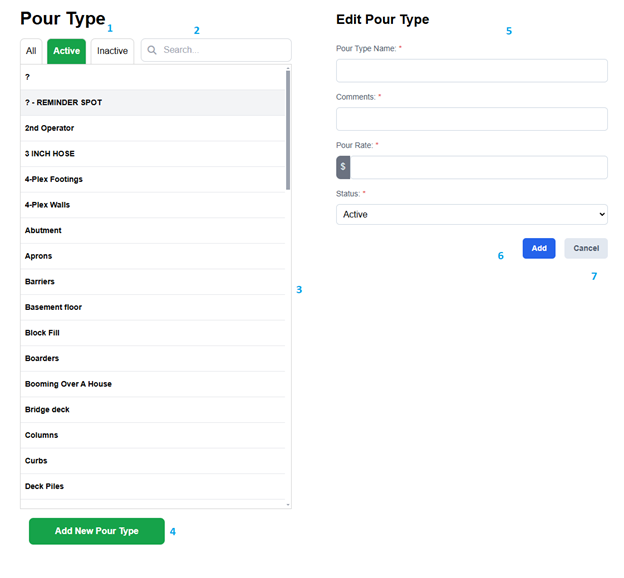 Pour Type
1
2
All
Active
Inactive
Search...
?
? - REMINDER SPOT
2nd Operator
3 INCH HOSE
4-Plex Footings
4-Plex Walls
Abutment
Aprons
Barriers
3
Basement floor
Block Fill
Boarders
Booming Over A House
Bridge deck
Columns
Curbs
Deck Piles
Add New Pour Type
4
Edit Pour Type
5
Pour Type Name: *
Comments: *
Pour Rate: *
$
Status: *
Active
6
Add
Cancel
7